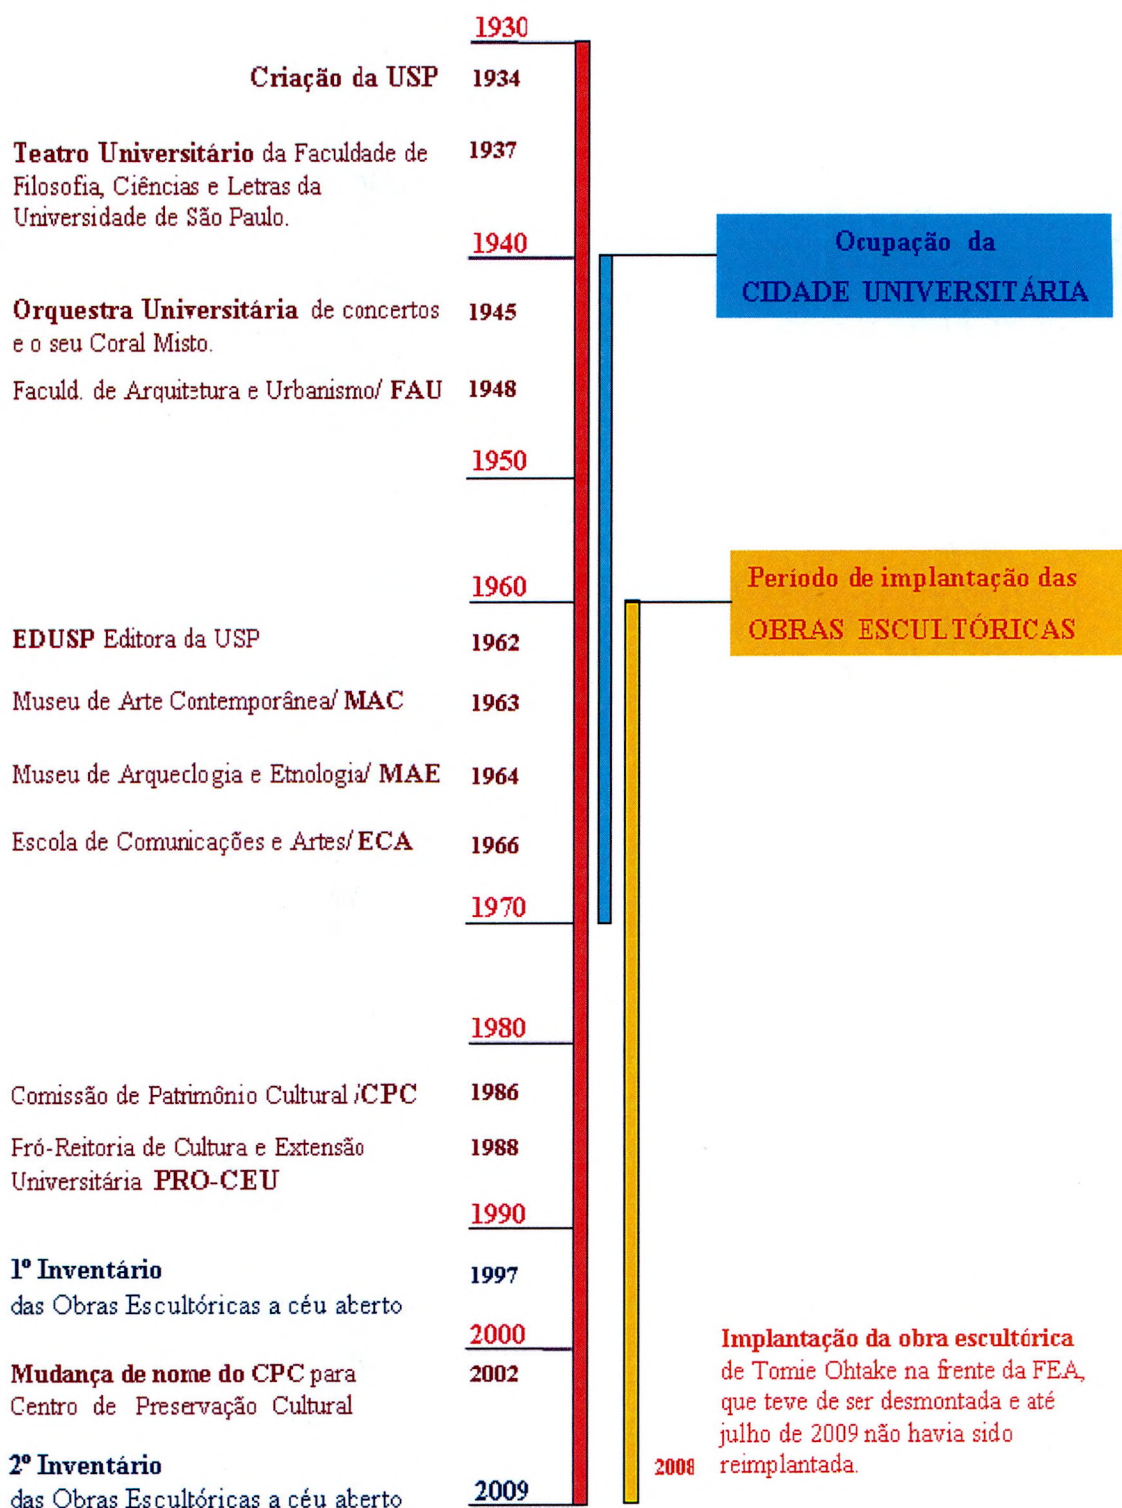 1930
Criação da USP 1934
Teatro Universitário da Faculdade de 1937
Filosofia, Ciências e Letras da
Universidade de São Paulo.
1940
Ocupação da
CIDADE UNIVERSITÁRIA
Orquestra Universitária de concertos 1945
e o seu Coral Misto.
Faculd. de Arquitetura e Urbanismo/ FAU 1948
1950
1960
Período de implantação das
OBRAS ESCULTÓRICAS
EDUSP Editora da USP 1962
Museu de Arte Contemporânea/ MAC 1963
Museu de Arqueologia e Etnologia/ MAE 1964
Escola de Comunicações e Artes/ ECA 1966
1970
1980
Comissão de Patrimônio Cultural /CPC 1986
Pró-Reitoria de Cultura e Extensão 1988
Universitária PRO-CEU
1990
1º Inventário 1997
das Obras Escultóricas a céu aberto
2000
Mudança de nome do CPC para 2002
Centro de Preservação Cultural
Implantação da obra escultórica
de Tomie Ohtake na frente da FEA,
que teve de ser desmontada e até
julho de 2009 não havia sido
2008 reimplantada.
2º Inventário
das Obras Escultóricas a céu aberto 2009